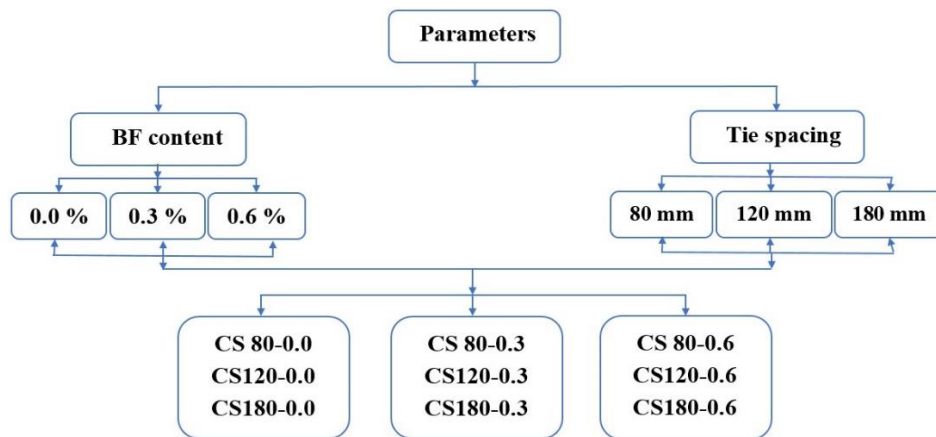 Parameters
BF content
Tie spacing
0.0 %
0.3 %
0.6 %
80 mm
120 mm
180 mm
CS 80-0.0
CS120-0.0
CS180-0.0
CS 80-0.3
CS120-0.3
CS180-0.3
CS 80-0.6
CS120-0.6
CS180-0.6